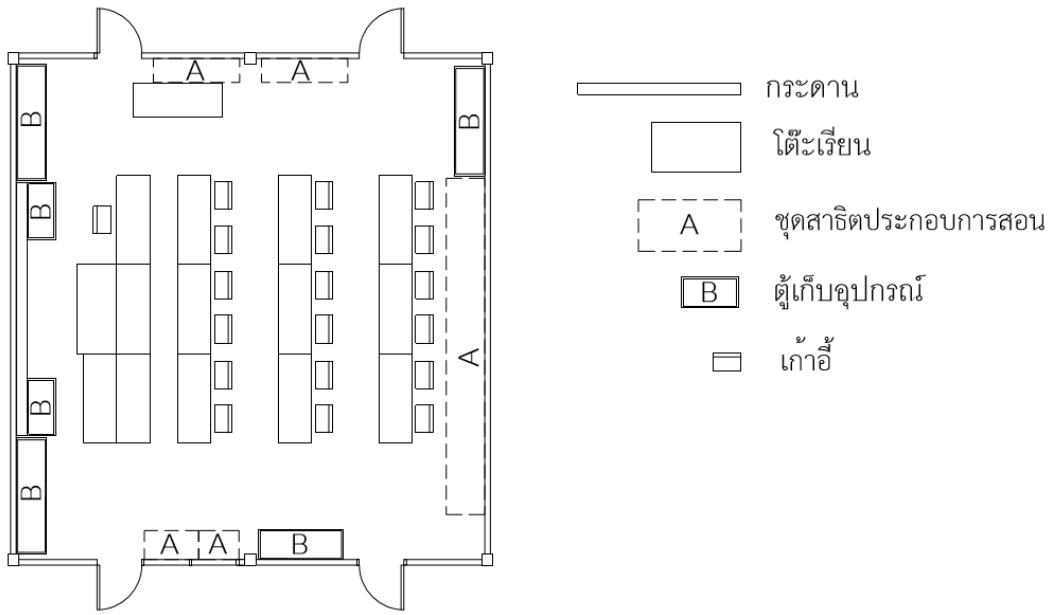 A A
B B
B
A
B
B
A A B
กระดาน
โต๊ะเรียน
A ชุดสาธิตประกอบการสอน
B ตู้เก็บอุปกรณ์
เก้าอี้